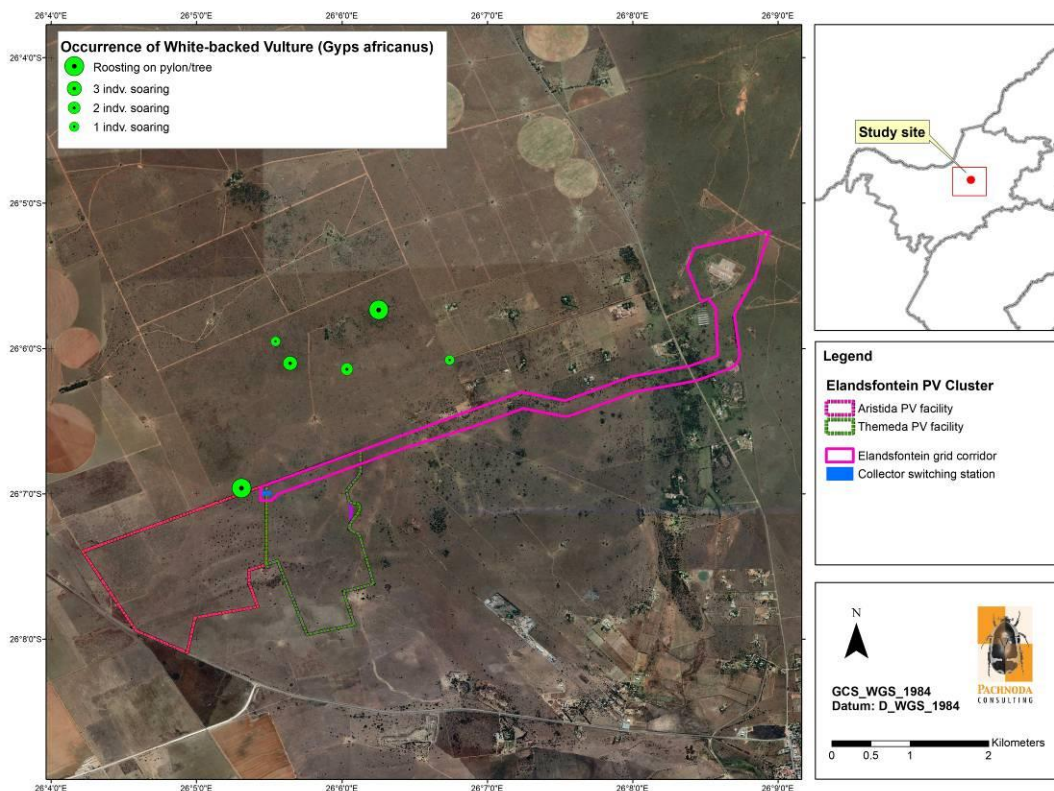 26°4'0"E 26°5'0"E 26°6'0"E 26°7'0"E 26°8'0"E 26°9'0"E
Occurrence of White-backed Vulture (Gyps africanus)
Roosting on pylon/tree
3 indv. soaring
2 indv. soaring
1 indv. soaring
26°4'0"S
26°5'0"S
26°6'0"S
26°7'0"S
26°8'0"S
26°4'0"E 26°5'0"E 26°6'0"E 26°7'0"E 26°8'0"E 26°9'0"E
Study site
Legend
Elandsfontein PV Cluster
Aristida PV facility
Themeda PV facility
Elandsfontein grid corridor
Collector switching station
N
PACHNODA
CONSULTING
GCS_WGS_1984
Datum: D_WGS_1984
Kilometers
0 0.5 1 2